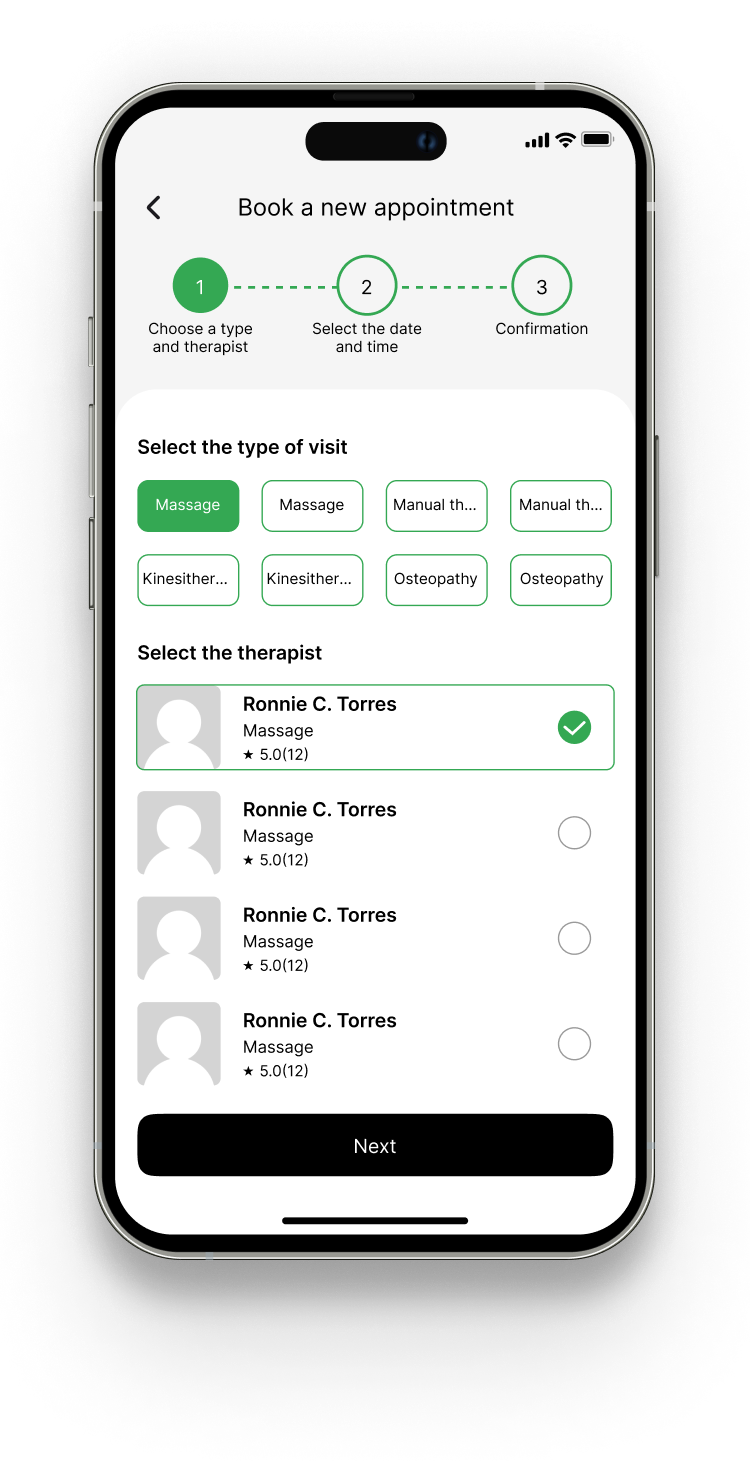 Book a new appointment
1
2
3
Choose a type
and therapist
Select the date
and time
Confirmation
Select the type of visit
Massage
Massage
Manual th...
Manual th...
Kinesither...
Kinesither...
Osteopathy
Osteopathy
Select the therapist
Ronnie C. Torres
Massage
★ 5.0(12)
Ronnie C. Torres
Massage
★ 5.0(12)
Ronnie C. Torres
Massage
★ 5.0(12)
Ronnie C. Torres
Massage
★ 5.0(12)
Next